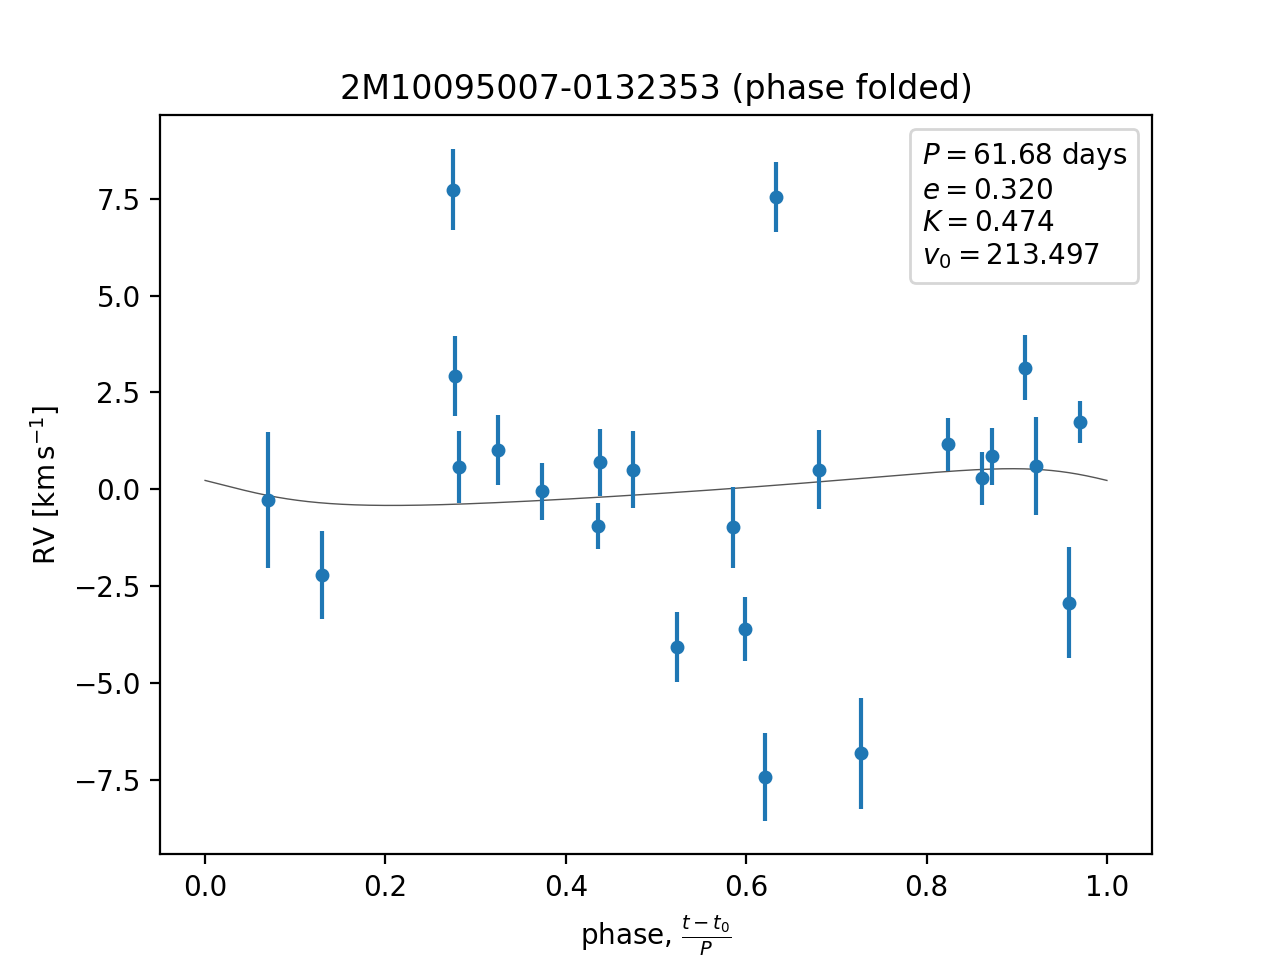 2M10095007-0132353 (phase folded)
P = 61.68 days
e = 0.320
K = 0.474
v₀ = 213.497
7.5
5.0
2.5
0.0
−2.5
−5.0
−7.5
RV [km s⁻¹]
0.0 0.2 0.4 0.6 0.8 1.0
phase, (t − t₀)/P